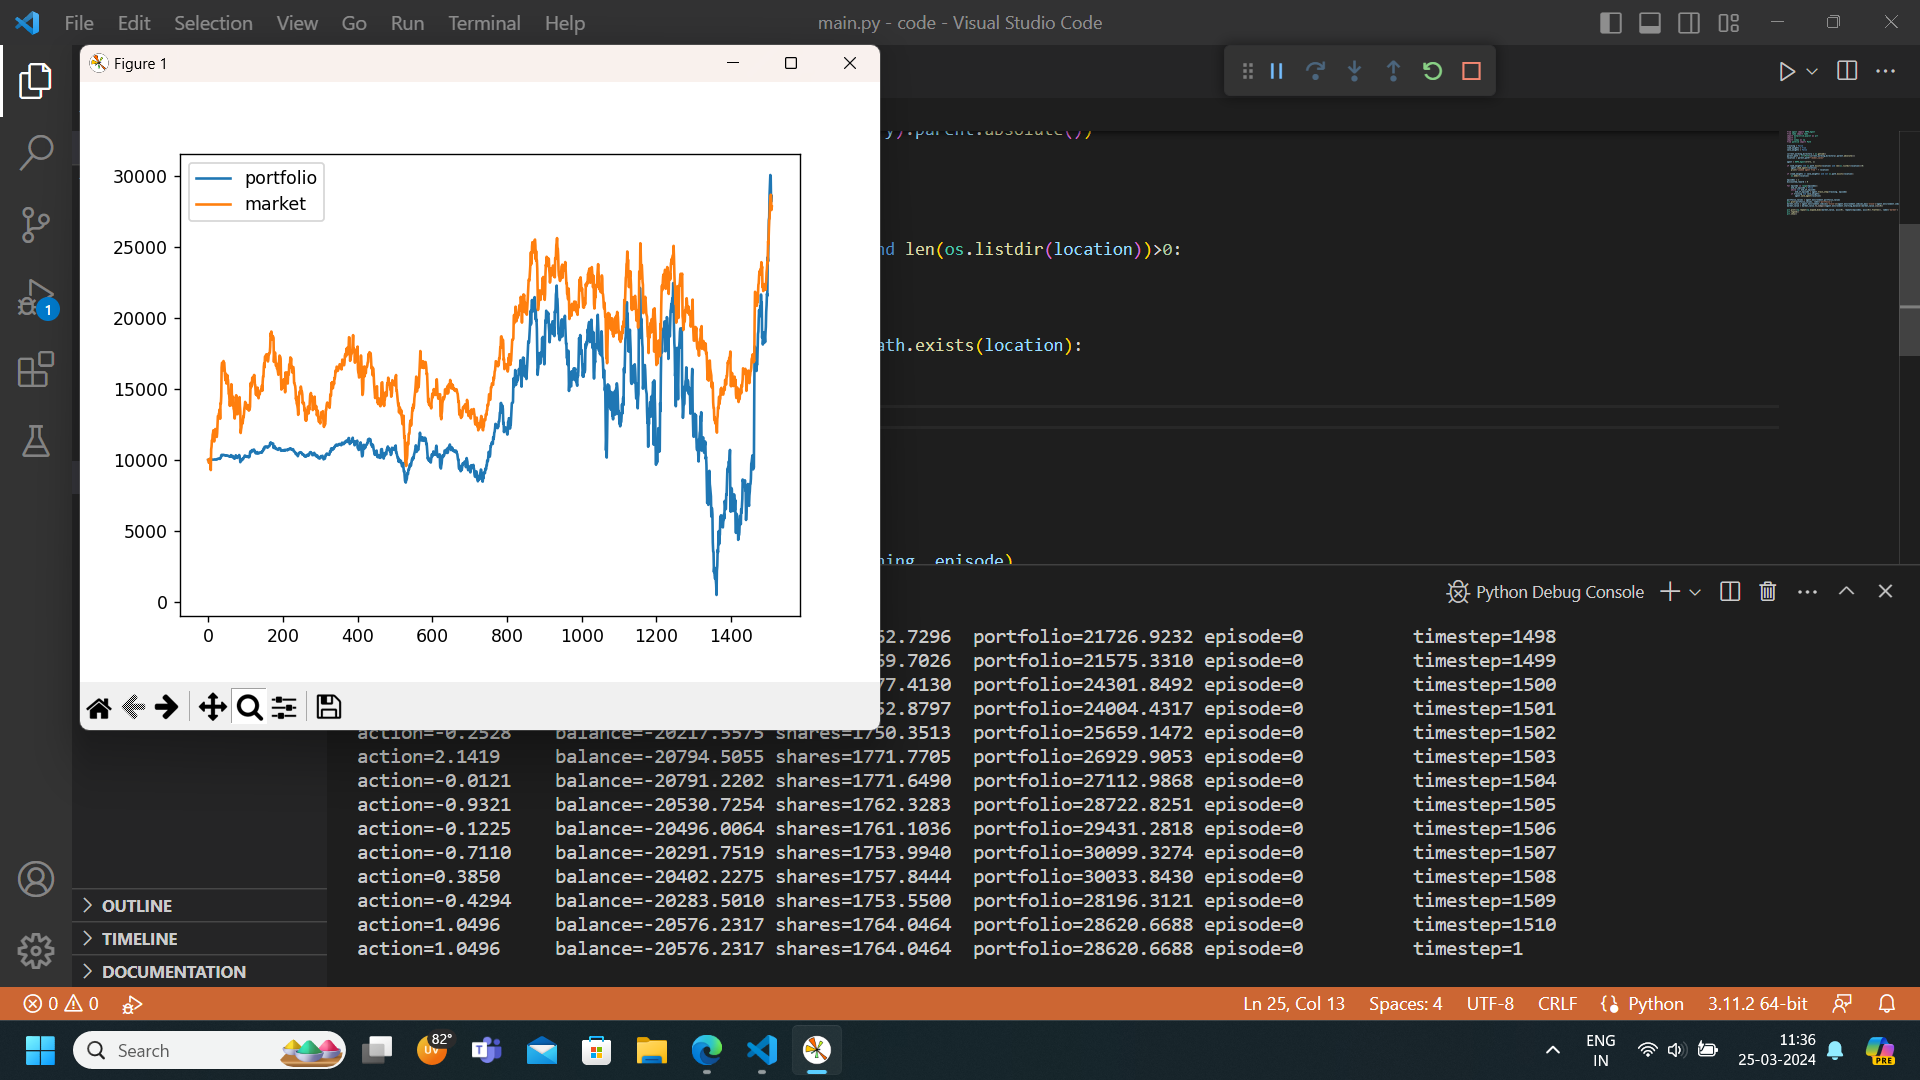 File Edit Selection View Go Run Terminal Help
main.py - code - Visual Studio Code
Figure 1
.parent.absolute())
30000
25000
20000
15000
10000
5000
0
portfolio
market
0 200 400 600 800 1000 1200 1400
nd len(os.listdir(location))>0:
ath.exists(location):
episode)
1
Python Debug Console
2.7296 portfolio=21726.9232 episode=0 timestep=1498
9.7026 portfolio=21575.3310 episode=0 timestep=1499
7.4130 portfolio=24301.8492 episode=0 timestep=1500
2.8797 portfolio=24004.4317 episode=0 timestep=1501
action=-0.2528 balance=-20217.5575 shares=1750.3513 portfolio=25659.1472 episode=0 timestep=1502
action=2.1419 balance=-20794.5055 shares=1771.7705 portfolio=26929.9053 episode=0 timestep=1503
action=-0.0121 balance=-20791.2202 shares=1771.6490 portfolio=27112.9868 episode=0 timestep=1504
action=-0.9321 balance=-20530.7254 shares=1762.3283 portfolio=28722.8251 episode=0 timestep=1505
action=-0.1225 balance=-20496.0064 shares=1761.1036 portfolio=29431.2818 episode=0 timestep=1506
action=-0.7110 balance=-20291.7519 shares=1753.9940 portfolio=30099.3274 episode=0 timestep=1507
action=0.3850 balance=-20402.2275 shares=1757.8444 portfolio=30033.8430 episode=0 timestep=1508
action=-0.4294 balance=-20283.5010 shares=1753.5500 portfolio=28196.3121 episode=0 timestep=1509
action=1.0496 balance=-20576.2317 shares=1764.0464 portfolio=28620.6688 episode=0 timestep=1510
action=1.0496 balance=-20576.2317 shares=1764.0464 portfolio=28620.6688 episode=0 timestep=1
OUTLINE
TIMELINE
DOCUMENTATION
0 0
Ln 25, Col 13 Spaces: 4 UTF-8 CRLF Python 3.11.2 64-bit
Search
82°
UV
T
ENG
IN
11:36
25-03-2024
PRE